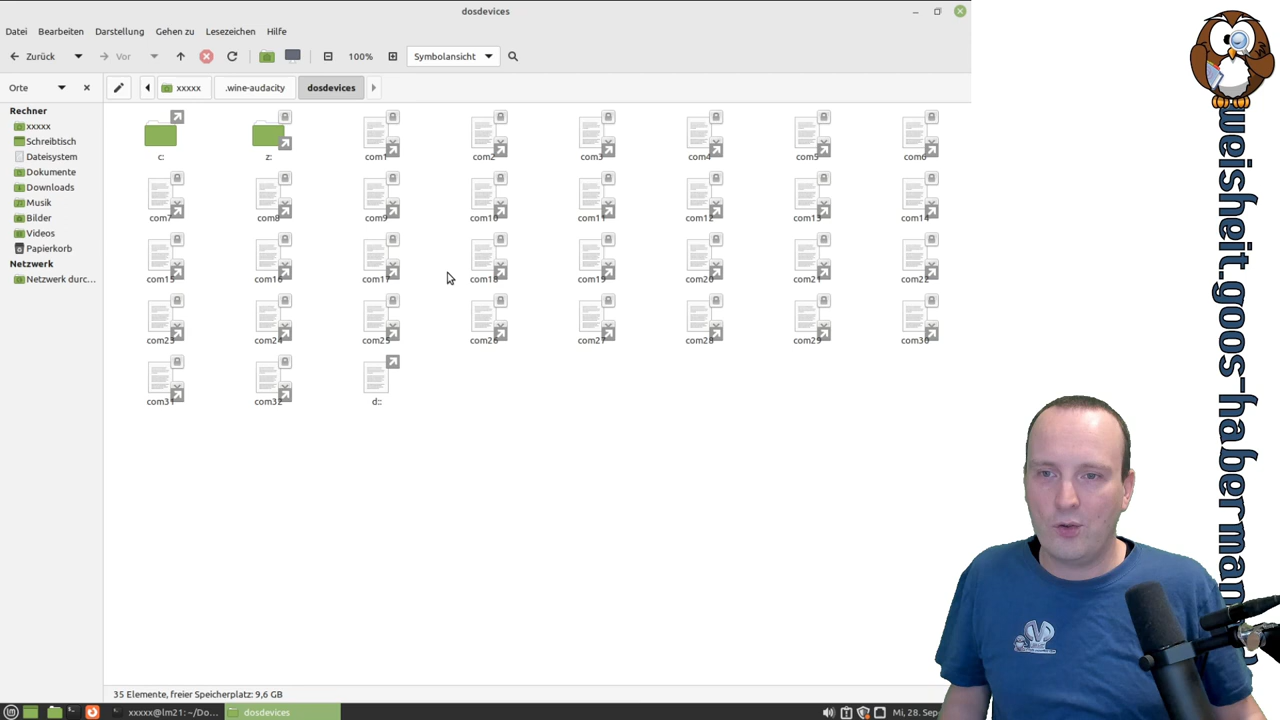 dosdevices
Datei Bearbeiten Darstellung Gehen zu Lesezeichen Hilfe
Zurück Vor 100% Symbolansicht
Orte xxxxx .wine-audacity dosdevices
Rechner
xxxxx
Schreibtisch
Dateisystem
Dokumente
Downloads
Musik
Bilder
Videos
Papierkorb
Netzwerk
Netzwerk durc...
c: z: com1 com2 com3 com4 com5 com6
com7 com8 com9 com10 com11 com12 com13 com14
com15 com16 com17 com18 com19 com20 com21 com22
com23 com24 com25 com26 com27 com28 com29 com30
com31 com32 d::
35 Elemente, freier Speicherplatz: 9,6 GB
xxxxx@lm21: ~/Do... dosdevices Mi, 28. Sep
weisheit.goos-haberman